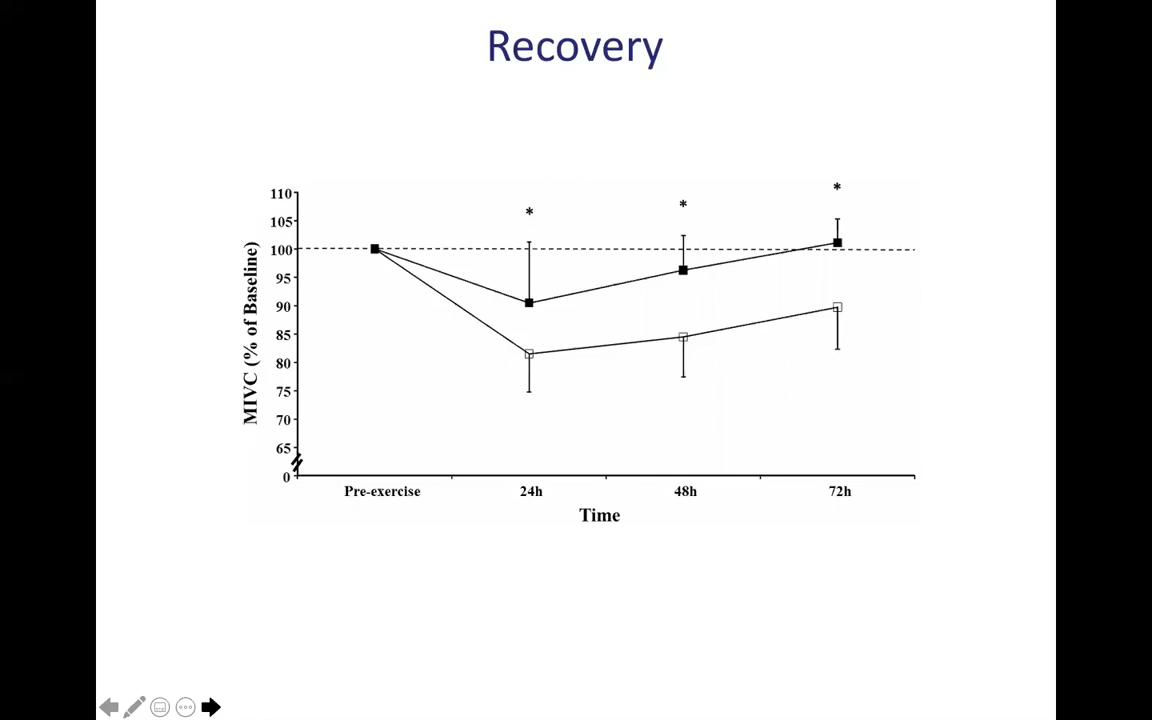 Recovery
110
105
100
95
90
85
80
75
70
65
0
MIVC (% of Baseline)
* * *
Pre-exercise 24h 48h 72h
Time